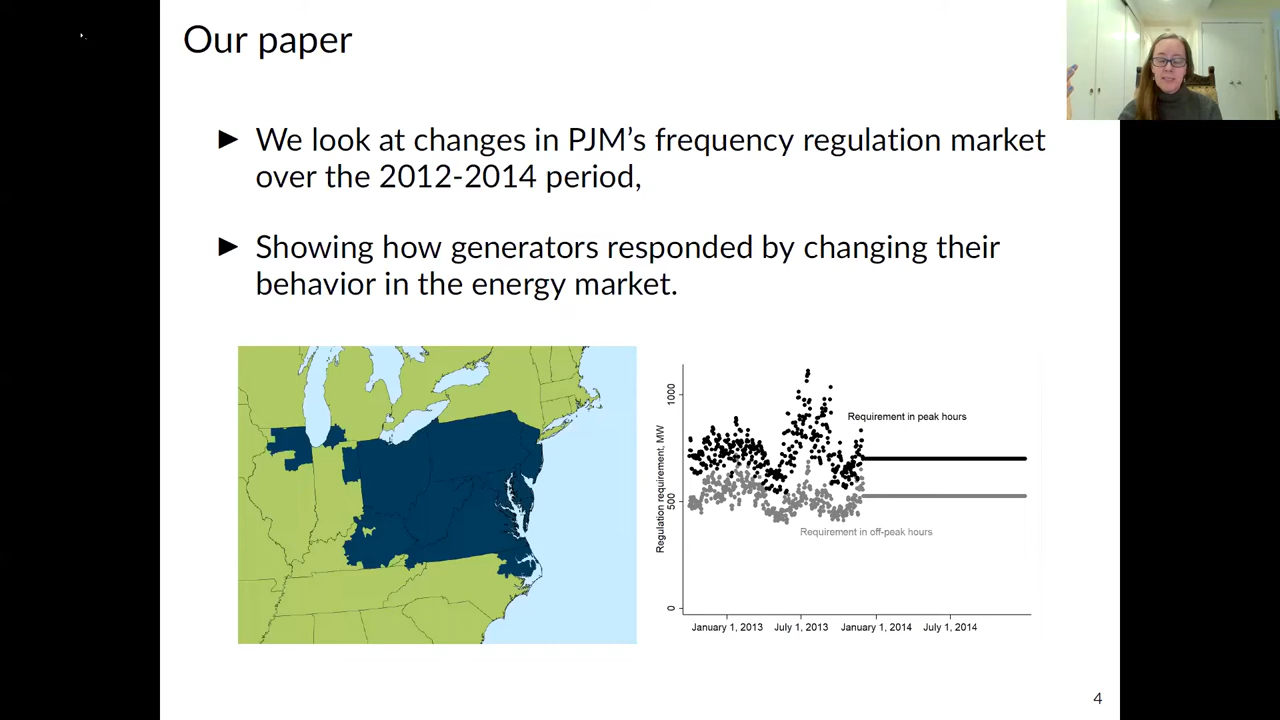 Our paper
► We look at changes in PJM’s frequency regulation market
over the 2012-2014 period,
► Showing how generators responded by changing their
behavior in the energy market.
Regulation requirement, MW
1000
500
0
Requirement in peak hours
Requirement in off-peak hours
January 1, 2013
July 1, 2013
January 1, 2014
July 1, 2014
4